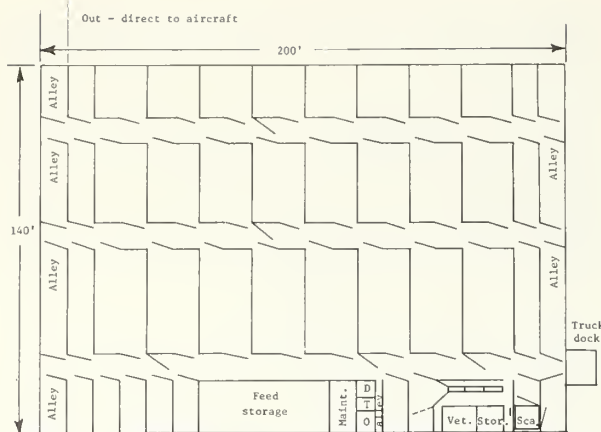 Out - direct to aircraft
200'
Alley
Alley
Alley
140'
Alley
Alley
Truck
dock
Feed
storage
Maint.
D
T
O
alley
Vet.
Stor.
Sca